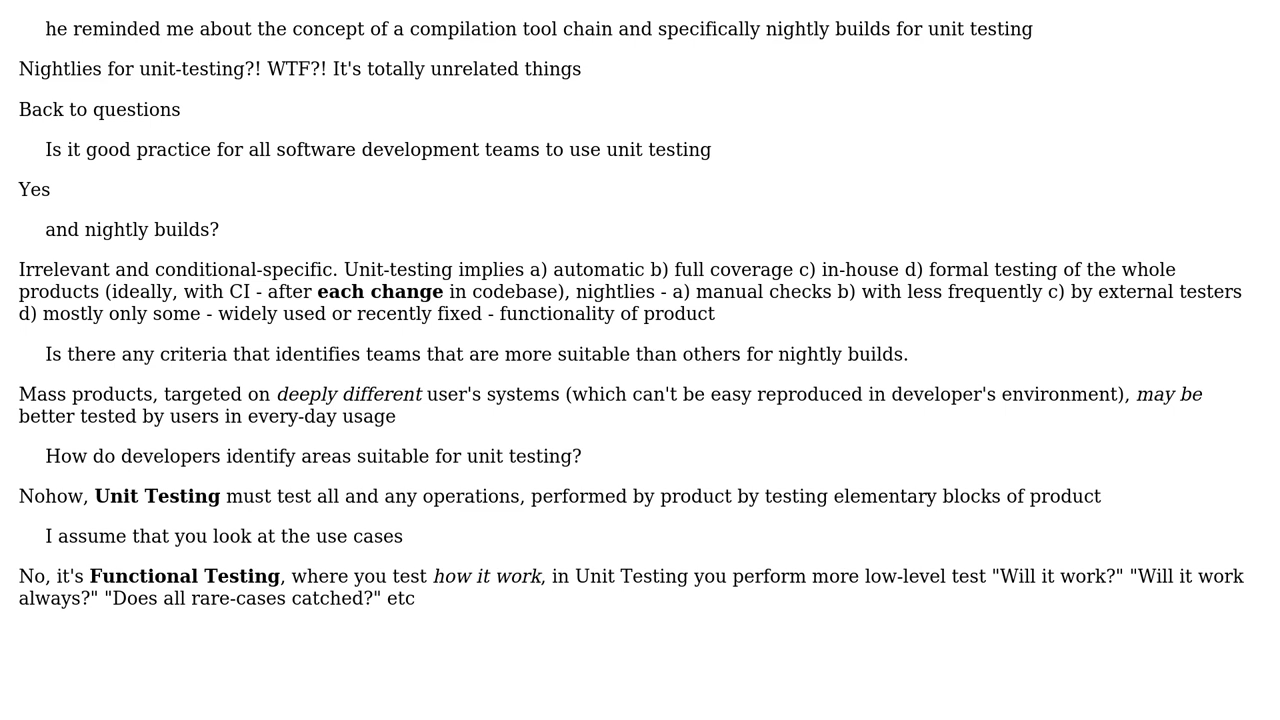 he reminded me about the concept of a compilation tool chain and specifically nightly builds for unit testing
Nightlies for unit-testing?! WTF?! It's totally unrelated things
Back to questions
Is it good practice for all software development teams to use unit testing
Yes
and nightly builds?
Irrelevant and conditional-specific. Unit-testing implies a) automatic b) full coverage c) in-house d) formal testing of the whole
products (ideally, with CI - after each change in codebase), nightlies - a) manual checks b) with less frequently c) by external testers
d) mostly only some - widely used or recently fixed - functionality of product
Is there any criteria that identifies teams that are more suitable than others for nightly builds.
Mass products, targeted on deeply different user's systems (which can't be easy reproduced in developer's environment), may be
better tested by users in every-day usage
How do developers identify areas suitable for unit testing?
Nohow, Unit Testing must test all and any operations, performed by product by testing elementary blocks of product
I assume that you look at the use cases
No, it's Functional Testing, where you test how it work, in Unit Testing you perform more low-level test "Will it work?" "Will it work
always?" "Does all rare-cases catched?" etc